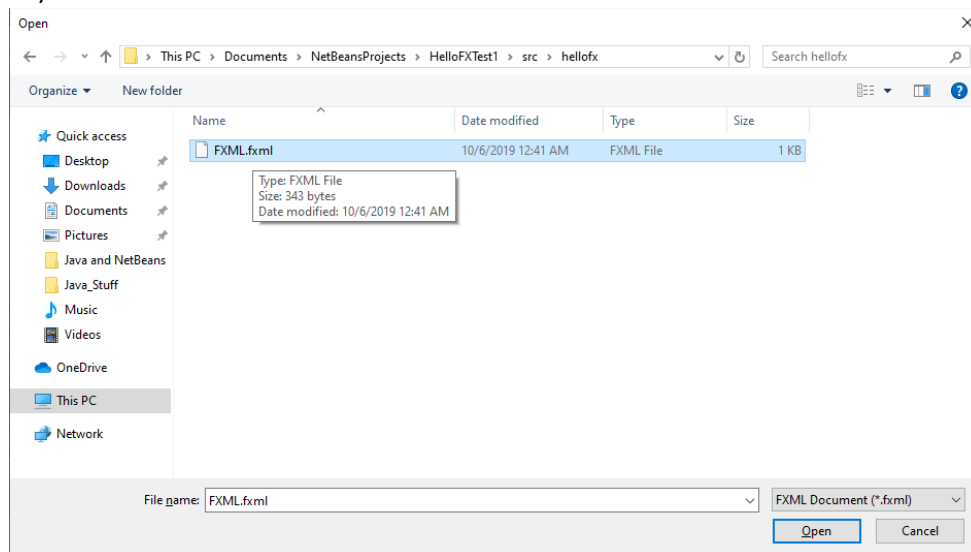 Open
This PC > Documents > NetBeansProjects > HelloFXTest1 > src > hellofx
Search hellofx
Organize
New folder
Name
Date modified
Type
Size
FXML.fxml
10/6/2019 12:41 AM
FXML File
1 KB
Type: FXML File
Size: 343 bytes
Date modified: 10/6/2019 12:41 AM
Quick access
Desktop
Downloads
Documents
Pictures
Java and NetBeans
Java_Stuff
Music
Videos
OneDrive
This PC
Network
File name:
FXML.fxml
FXML Document (*.fxml)
Open
Cancel